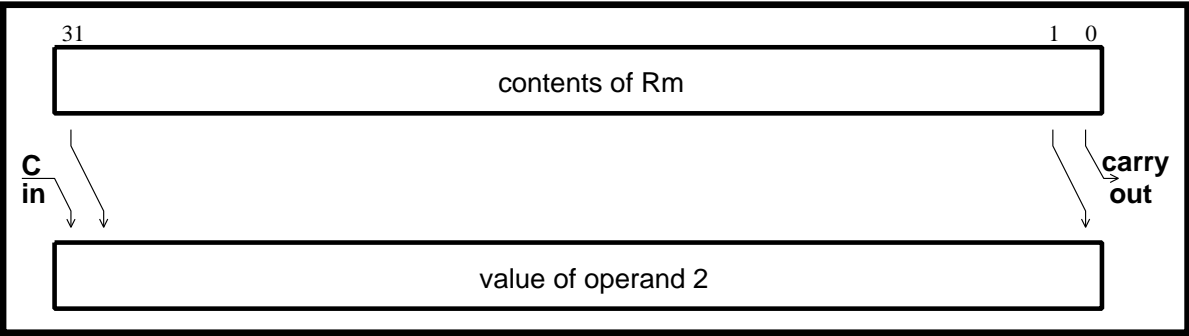 31 1 0
contents of Rm
C
in
carry
out
value of operand 2